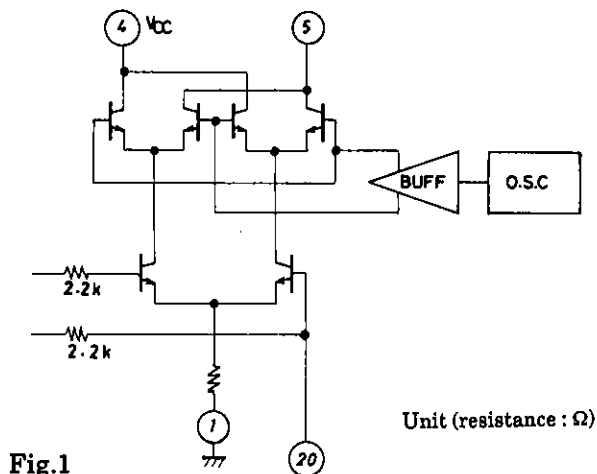 4 VCC 5
BUFF O.S.C
2.2k
2.2k
1
Unit (resistance : Ω)
Fig.1
20